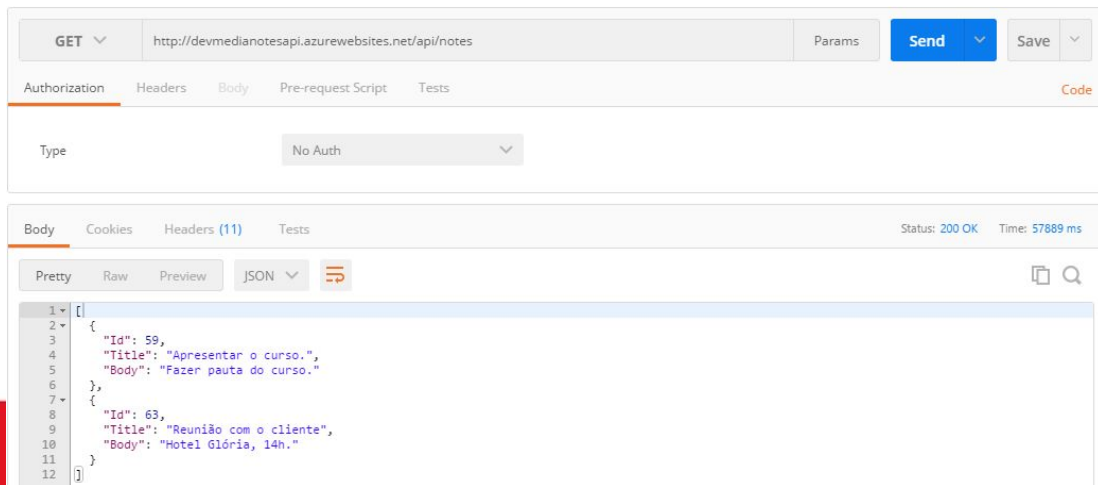 GET http://devmedianotesapi.azurewebsites.net/api/notes Params Send Save
Authorization Headers Body Pre-request Script Tests Code
Type No Auth
Body Cookies Headers (11) Tests Status: 200 OK Time: 57889 ms
Pretty Raw Preview JSON
1 [
2 {
3 "Id": 59,
4 "Title": "Apresentar o curso.",
5 "Body": "Fazer pauta do curso."
6 },
7 {
8 "Id": 63,
9 "Title": "Reunião com o cliente",
10 "Body": "Hotel Glória, 14h."
11 }
12 ]